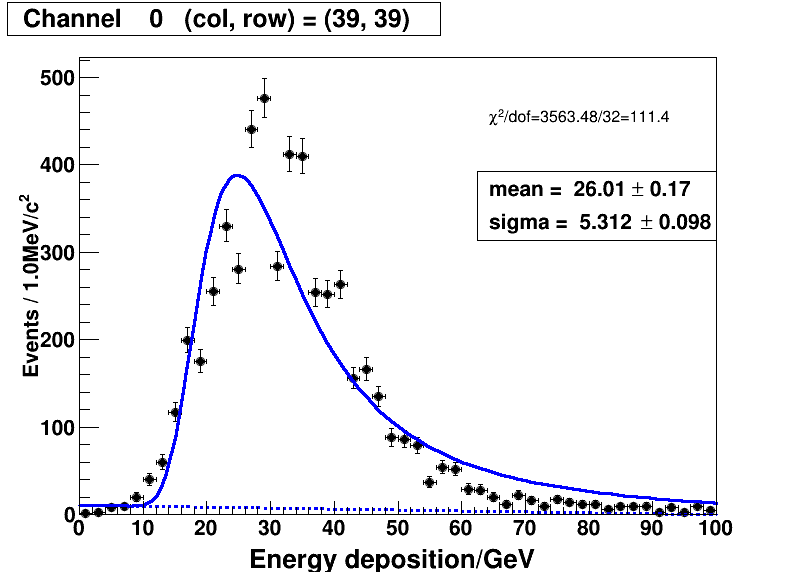 Channel 0 (col, row) = (39, 39)
χ²/dof=3563.48/32=111.4
mean = 26.01 ± 0.17
sigma = 5.312 ± 0.098
Events / 1.0MeV/c²
500
400
300
200
100
0
0 10 20 30 40 50 60 70 80 90 100
Energy deposition/GeV